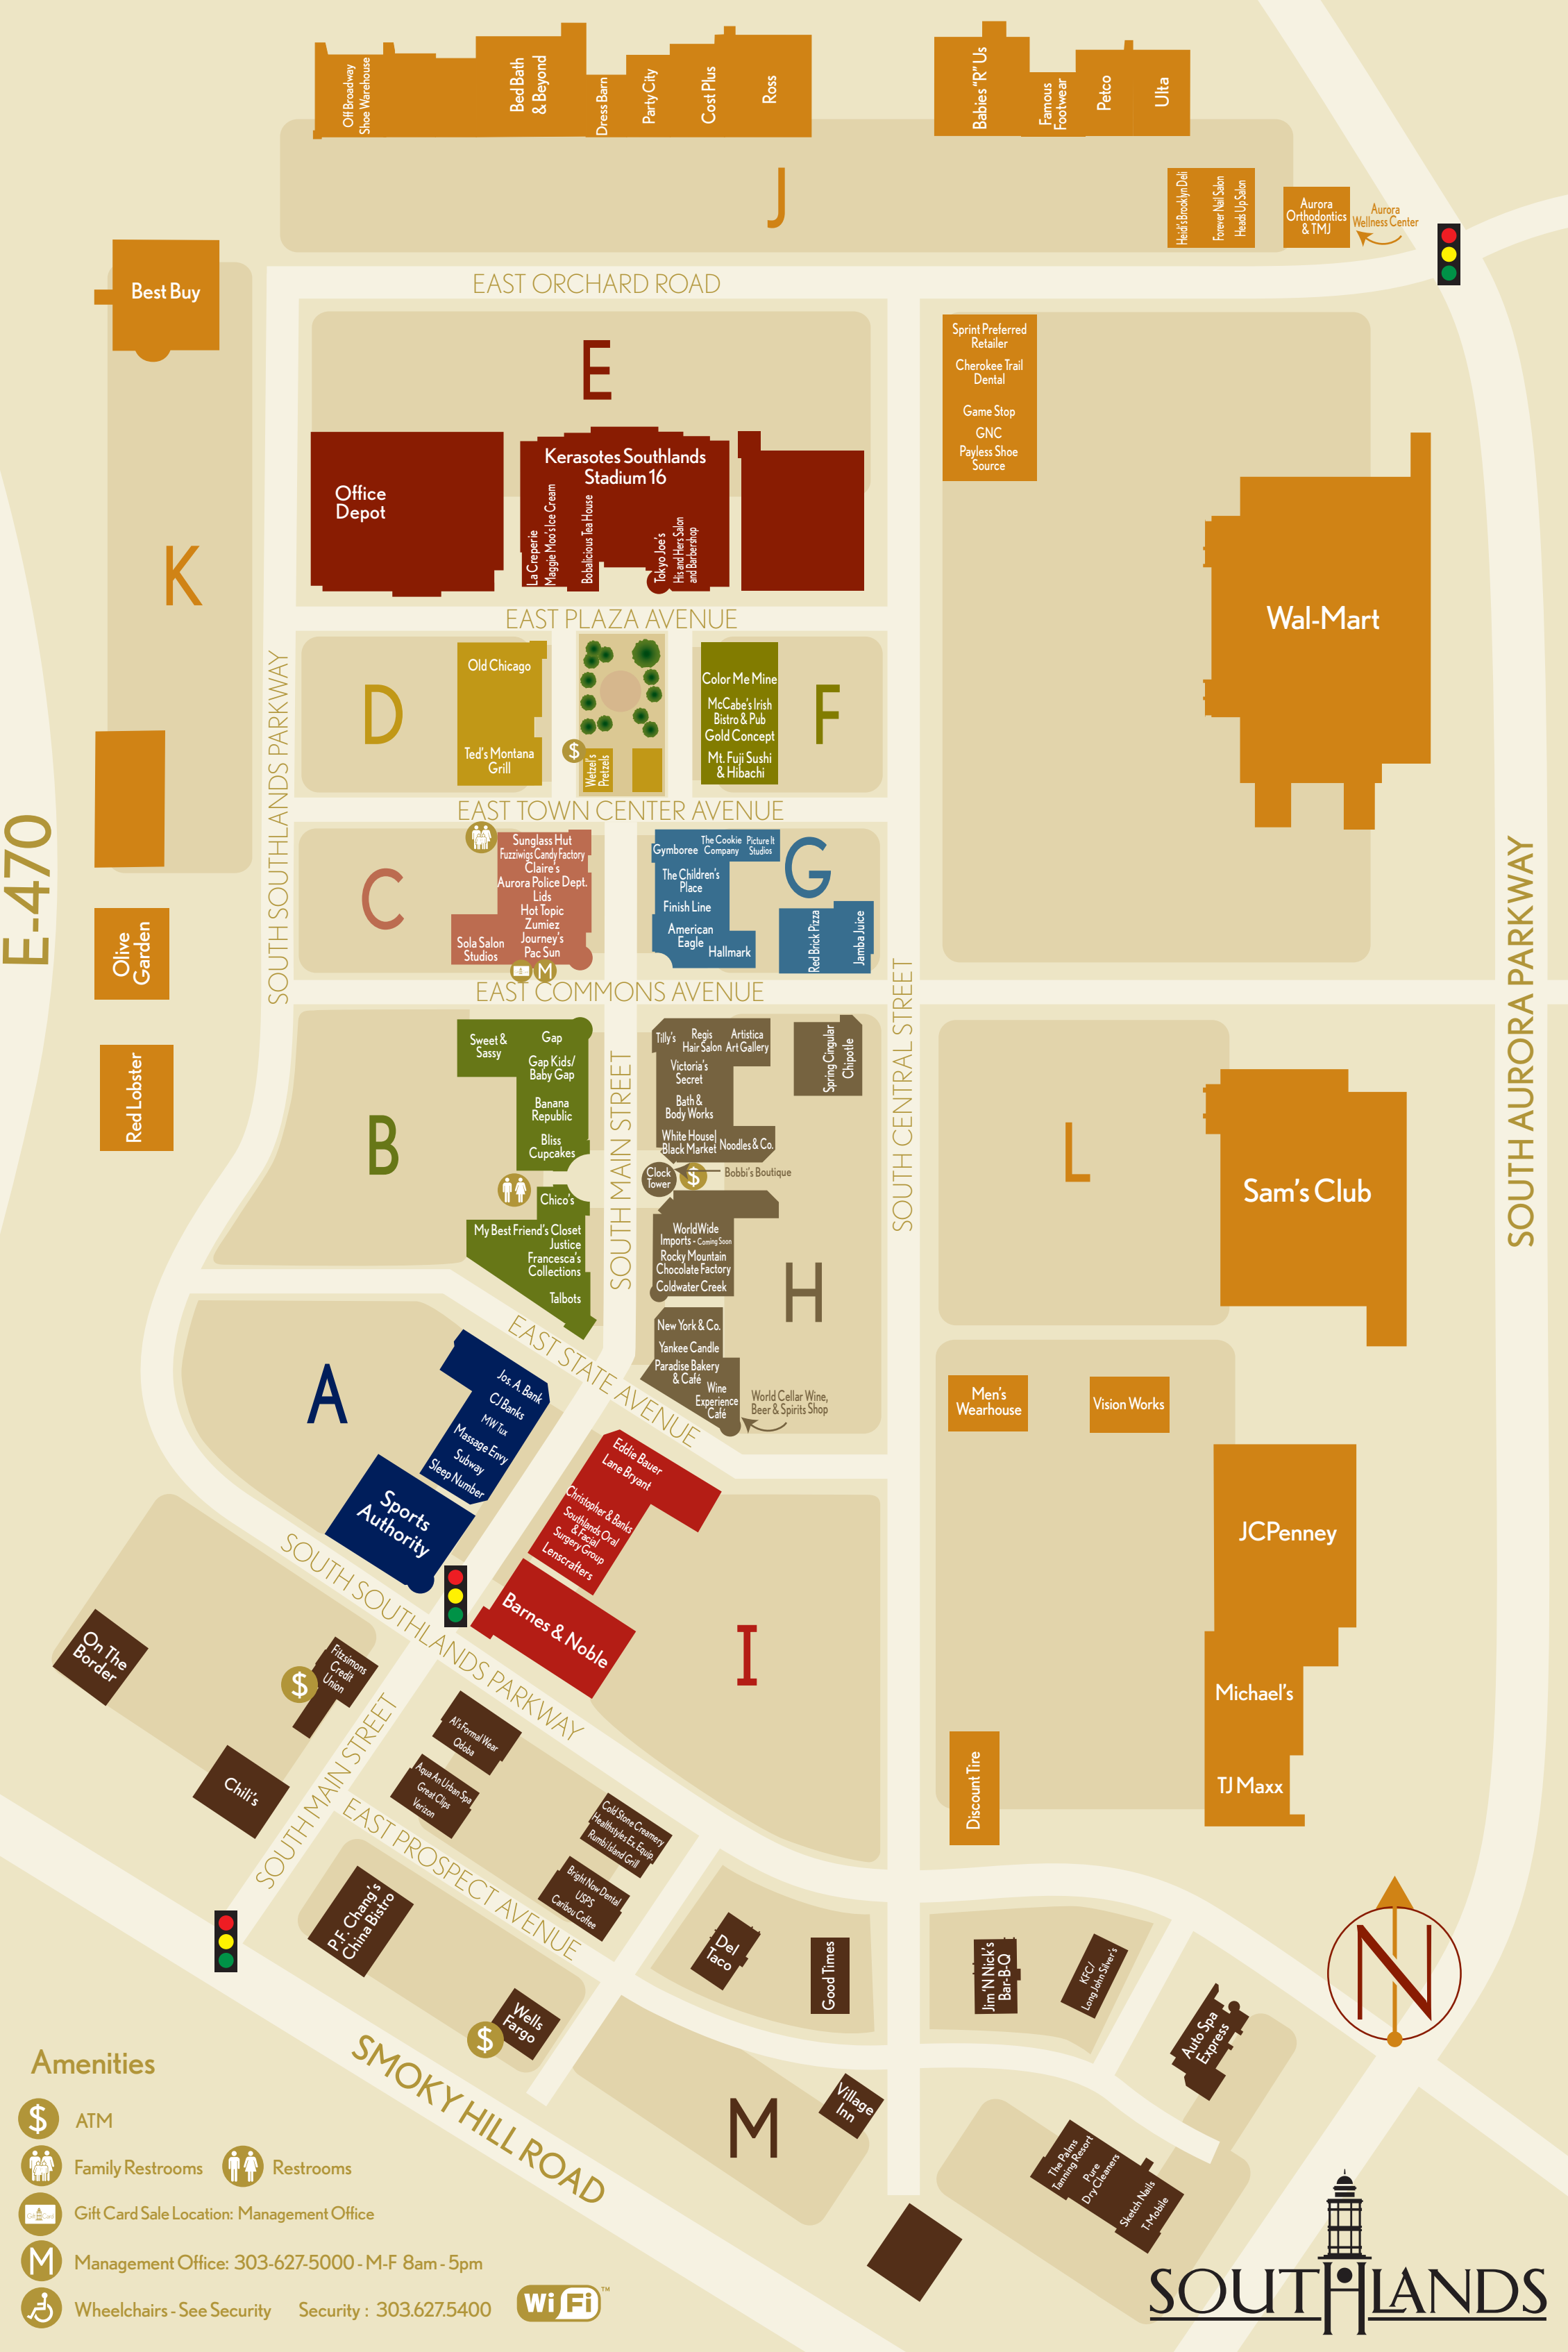 Off Broadway
Shoe Warehouse
Bed Bath
& Beyond
Dress Barn
Party City
Cost Plus
Ross
Babies "R" Us
Famous
Footwear
Petco
Ulta
J
Heidi's Brooklyn Deli
Forever Nail Salon
Heads Up Salon
Aurora
Orthodontics
& TMJ
Aurora
Wellness Center
Best Buy
EAST ORCHARD ROAD
E
Sprint Preferred
Retailer
Cherokee Trail
Dental
Game Stop
GNC
Payless Shoe
Source
Office
Depot
Kerasotes Southlands
Stadium 16
La Creperie
Maggie Moo's Ice Cream
Bobalicious Tea House
Tokyo Joe's
His and Hers Salon
and Barbershop
K
Wal-Mart
EAST PLAZA AVENUE
SOUTH SOUTHLANDS PARKWAY
D
Old Chicago
Ted's Montana
Grill
$
Wetzel's
Pretzels
Color Me Mine
McCabe's Irish
Bistro & Pub
Gold Concept
Mt. Fuji Sushi
& Hibachi
F
EAST TOWN CENTER AVENUE
E-470
C
Sunglass Hut
Fuzziwigs Candy Factory
Claire's
Aurora Police Dept.
Lids
Hot Topic
Zumiez
Journey's
Pac Sun
Sola Salon
Studios
M
Gymboree
The Cookie
Company
Picture It
Studios
G
The Children's
Place
Finish Line
American
Eagle
Hallmark
Red Brick Pizza
Jamba Juice
Olive
Garden
EAST COMMONS AVENUE
SOUTH CENTRAL STREET
SOUTH AURORA PARKWAY
Red Lobster
B
Sweet &
Sassy
Gap
Gap Kids/
Baby Gap
Banana
Republic
Bliss
Cupcakes
SOUTH MAIN STREET
Tilly's
Regis
Hair Salon
Artistica
Art Gallery
Victoria's
Secret
Bath &
Body Works
White House|
Black Market
Noodles & Co.
Spring Cingular
Chipotle
Clock
Tower
$
Bobbi's Boutique
L
Sam's Club
Chico's
My Best Friend's Closet
Justice
Francesca's
Collections
Talbots
WorldWide
Imports - Coming Soon
Rocky Mountain
Chocolate Factory
Coldwater Creek
H
New York & Co.
Yankee Candle
Paradise Bakery
& Café
Wine
Experience
Café
World Cellar Wine,
Beer & Spirits Shop
EAST STATE AVENUE
A
Jos. A. Bank
CJ Banks
MW Tux
Massage Envy
Subway
Sleep Number
Sports
Authority
Men's
Wearhouse
Vision Works
Eddie Bauer
Lane Bryant
Christopher & Banks
Southlands Oral
& Facial
Surgery Group
Lenscrafters
Barnes & Noble
I
JCPenney
Michael's
TJ Maxx
Discount Tire
SOUTH SOUTHLANDS PARKWAY
On The
Border
$
Fitzsimons
Credit
Union
Chili's
SOUTH MAIN STREET
Al's Formal Wear
Qdoba
Aqua An Urban Spa
Great Clips
Verizon
Cold Stone Creamery
Healthstyles Ex. Equip.
Rumbi Island Grill
Bright Now Dental
USPS
Caribou Coffee
EAST PROSPECT AVENUE
P.F. Chang's
China Bistro
$
Wells
Fargo
Del
Taco
Good Times
Jim 'N Nick's
Bar-B-Q
KFC/
Long John Silver's
Auto Spa
Express
N
SMOKY HILL ROAD
M
Village
Inn
The Palms
Tanning Resort
Pure
Dry Cleaners
Sketch Nails
T-Mobile
Amenities
$ ATM
Family Restrooms
Restrooms
Gift Card Sale Location: Management Office
M Management Office: 303-627-5000 - M-F 8am - 5pm
Wheelchairs - See Security Security : 303.627.5400
WiFi™
SOUTHLANDS